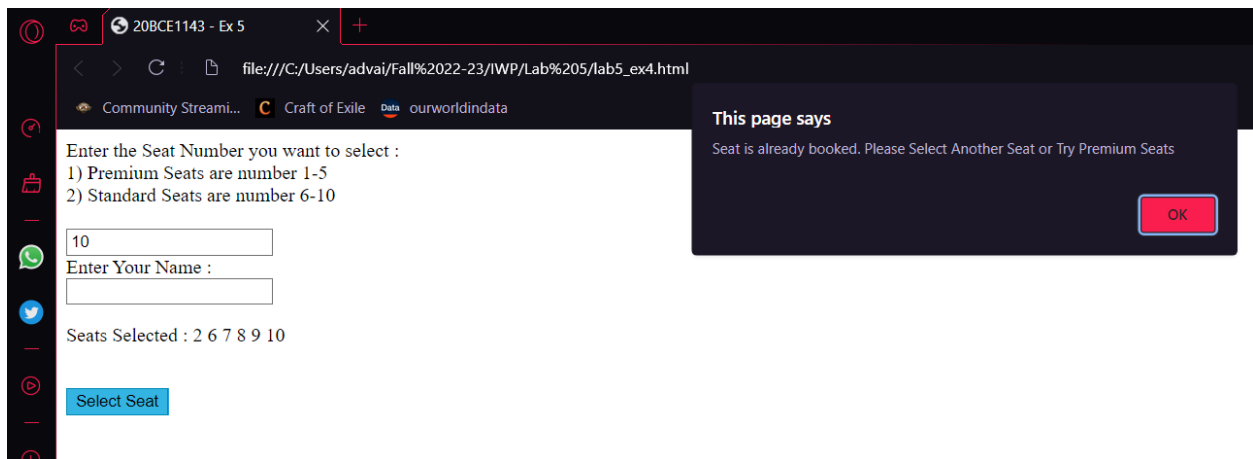 20BCE1143 - Ex 5
file:///C:/Users/advai/Fall%2022-23/IWP/Lab%205/lab5_ex4.html
Community Streami... C Craft of Exile Data ourworldindata
This page says
Seat is already booked. Please Select Another Seat or Try Premium Seats
OK
Enter the Seat Number you want to select :
1) Premium Seats are number 1-5
2) Standard Seats are number 6-10
10
Enter Your Name :
Seats Selected : 2 6 7 8 9 10
Select Seat